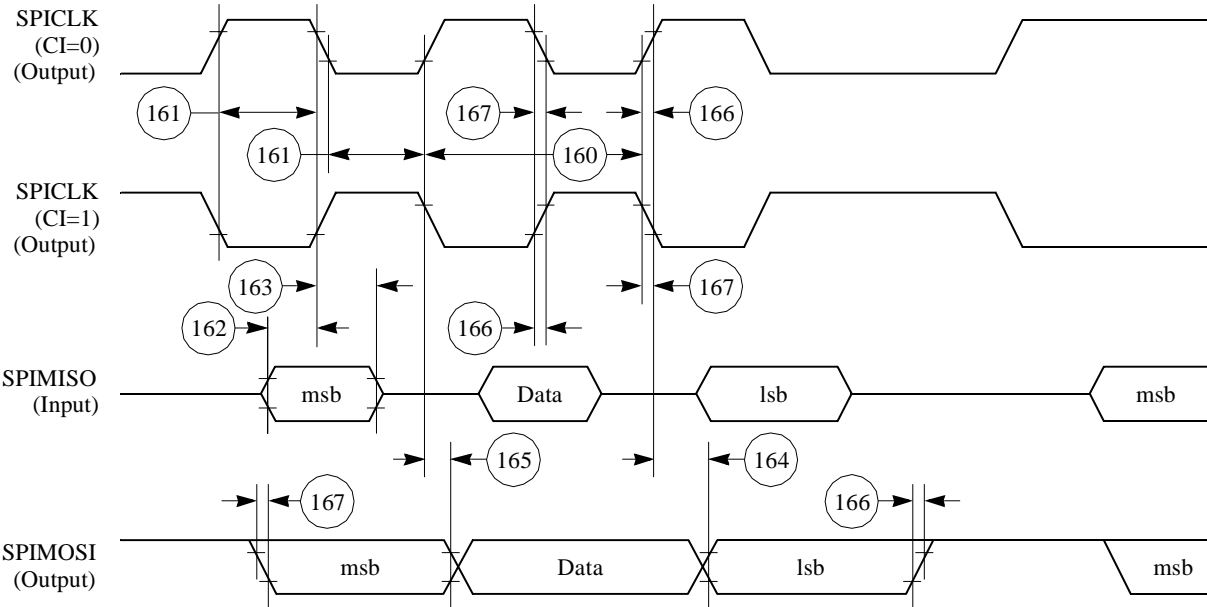 SPICLK
(CI=0)
(Output)
161
167
166
161
160
SPICLK
(CI=1)
(Output)
163
167
162
166
SPIMISO
(Input)
msb
Data
lsb
msb
165
164
167
166
SPIMOSI
(Output)
msb
Data
lsb
msb